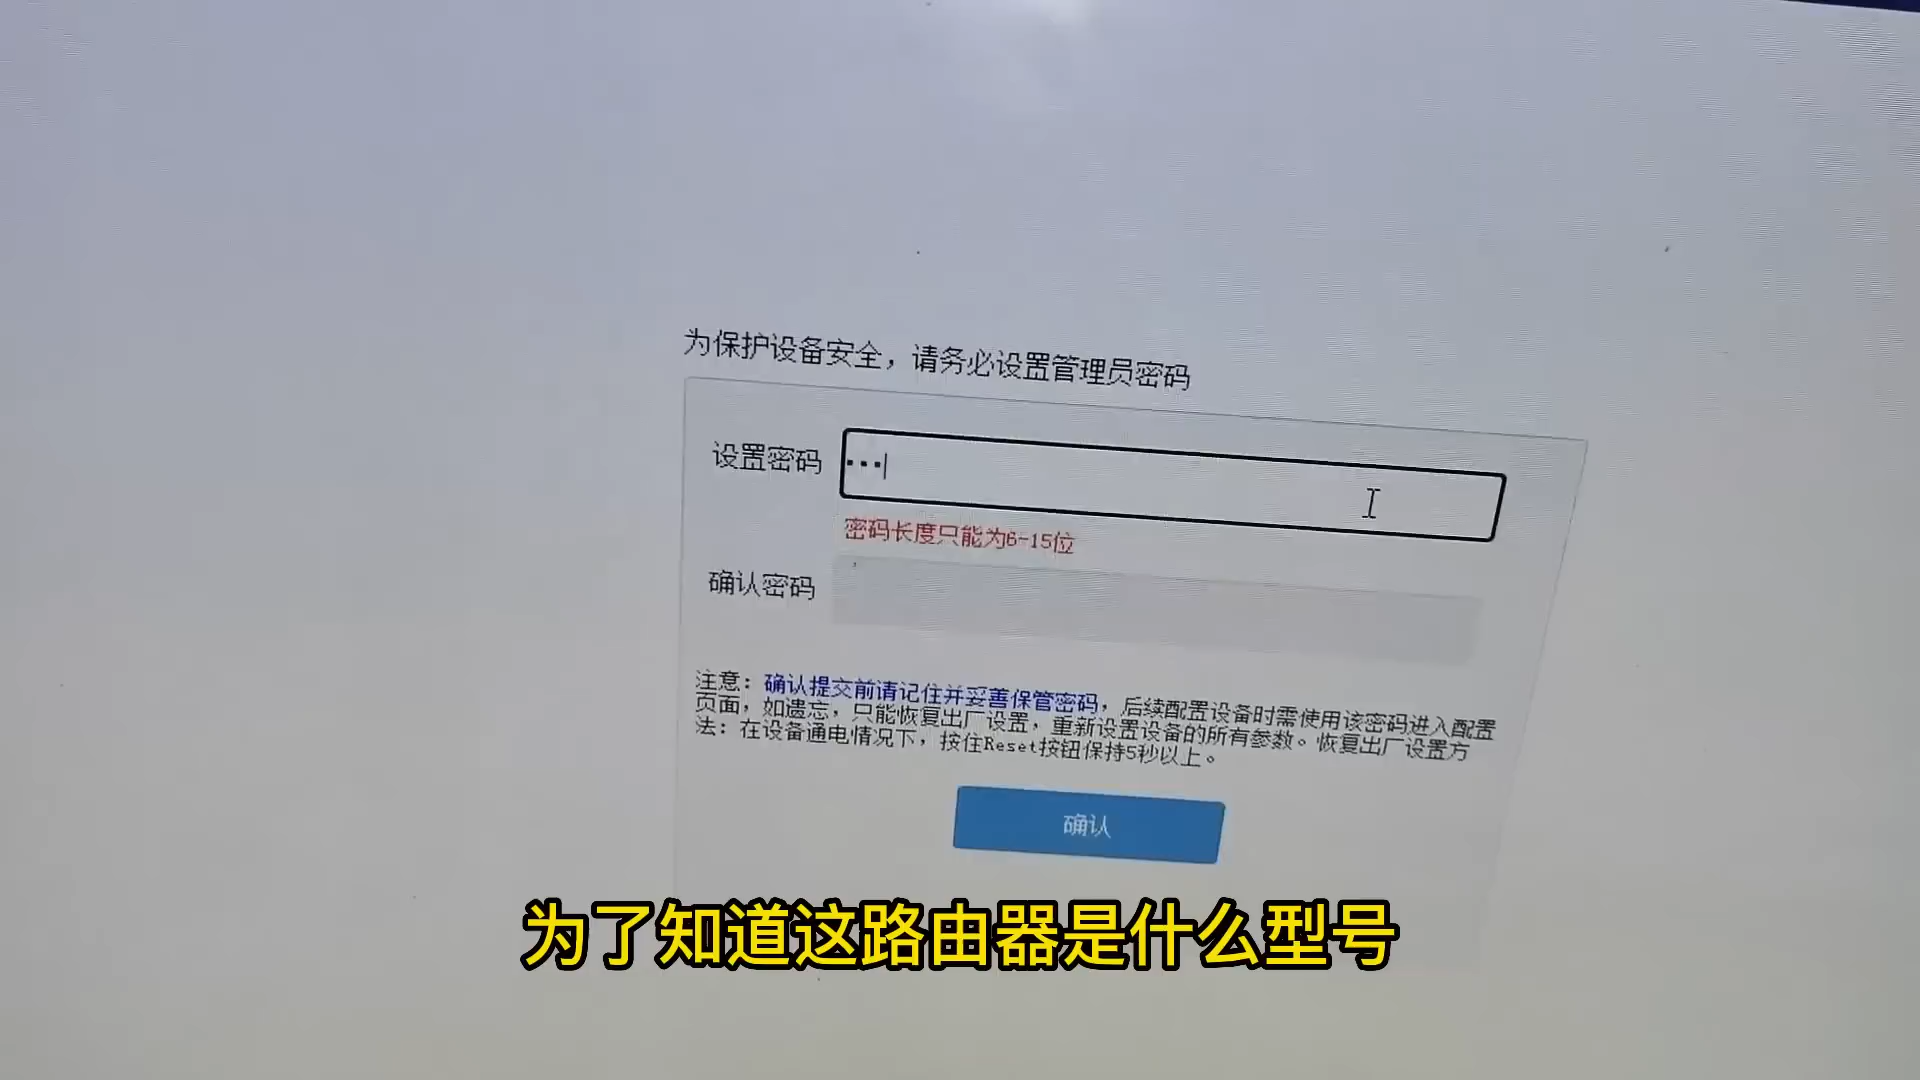 为保护设备安全，请务必设置管理员密码
设置密码
密码长度只能为6-15位
确认密码
注意：确认提交前请记住并妥善保管密码，后续配置设备时需使用该密码进入配置
页面，如遗忘，只能恢复出厂设置，重新设置设备的所有参数。恢复出厂设置方
法：在设备通电情况下，按住Reset按钮保持5秒以上。
确认
为了知道这路由器是什么型号